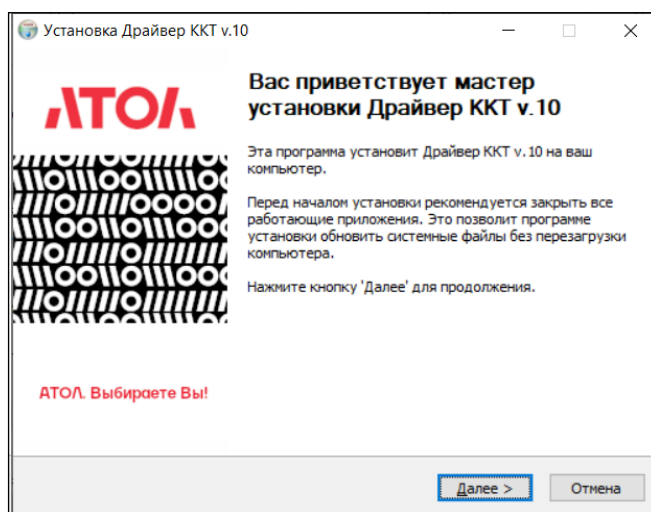 Установка Драйвер ККТ v.10
АТОЛ
Вас приветствует мастер
установки Драйвер ККТ v.10
Эта программа установит Драйвер ККТ v.10 на ваш
компьютер.
Перед началом установки рекомендуется закрыть все
работающие приложения. Это позволит программе
установки обновить системные файлы без перезагрузки
компьютера.
Нажмите кнопку 'Далее' для продолжения.
АТОЛ. Выбираете Вы!
Далее >
Отмена